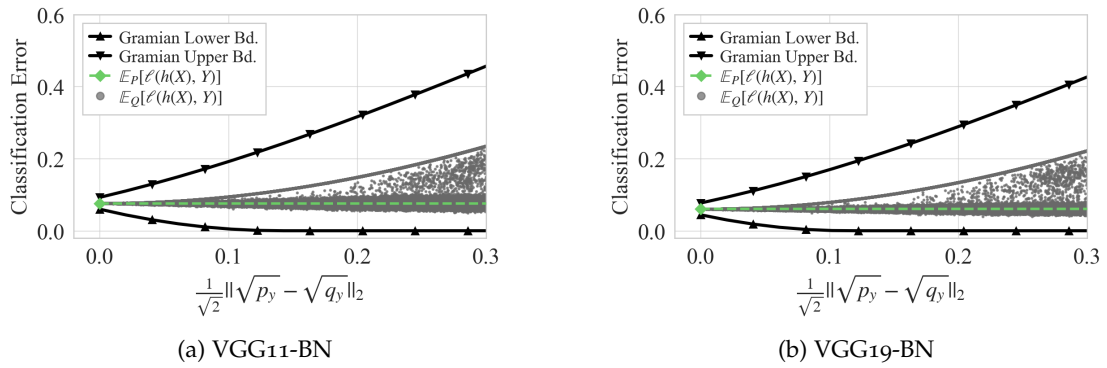 Classification Error
0.6
0.4
0.2
0.0
Gramian Lower Bd.
Gramian Upper Bd.
𝔼_P[ℓ(h(X), Y)]
𝔼_Q[ℓ(h(X), Y)]
0.0 0.1 0.2 0.3
1/√2 ||√p_y − √q_y||_2
(a) VGG11-BN
Classification Error
0.6
0.4
0.2
0.0
Gramian Lower Bd.
Gramian Upper Bd.
𝔼_P[ℓ(h(X), Y)]
𝔼_Q[ℓ(h(X), Y)]
0.0 0.1 0.2 0.3
1/√2 ||√p_y − √q_y||_2
(b) VGG19-BN